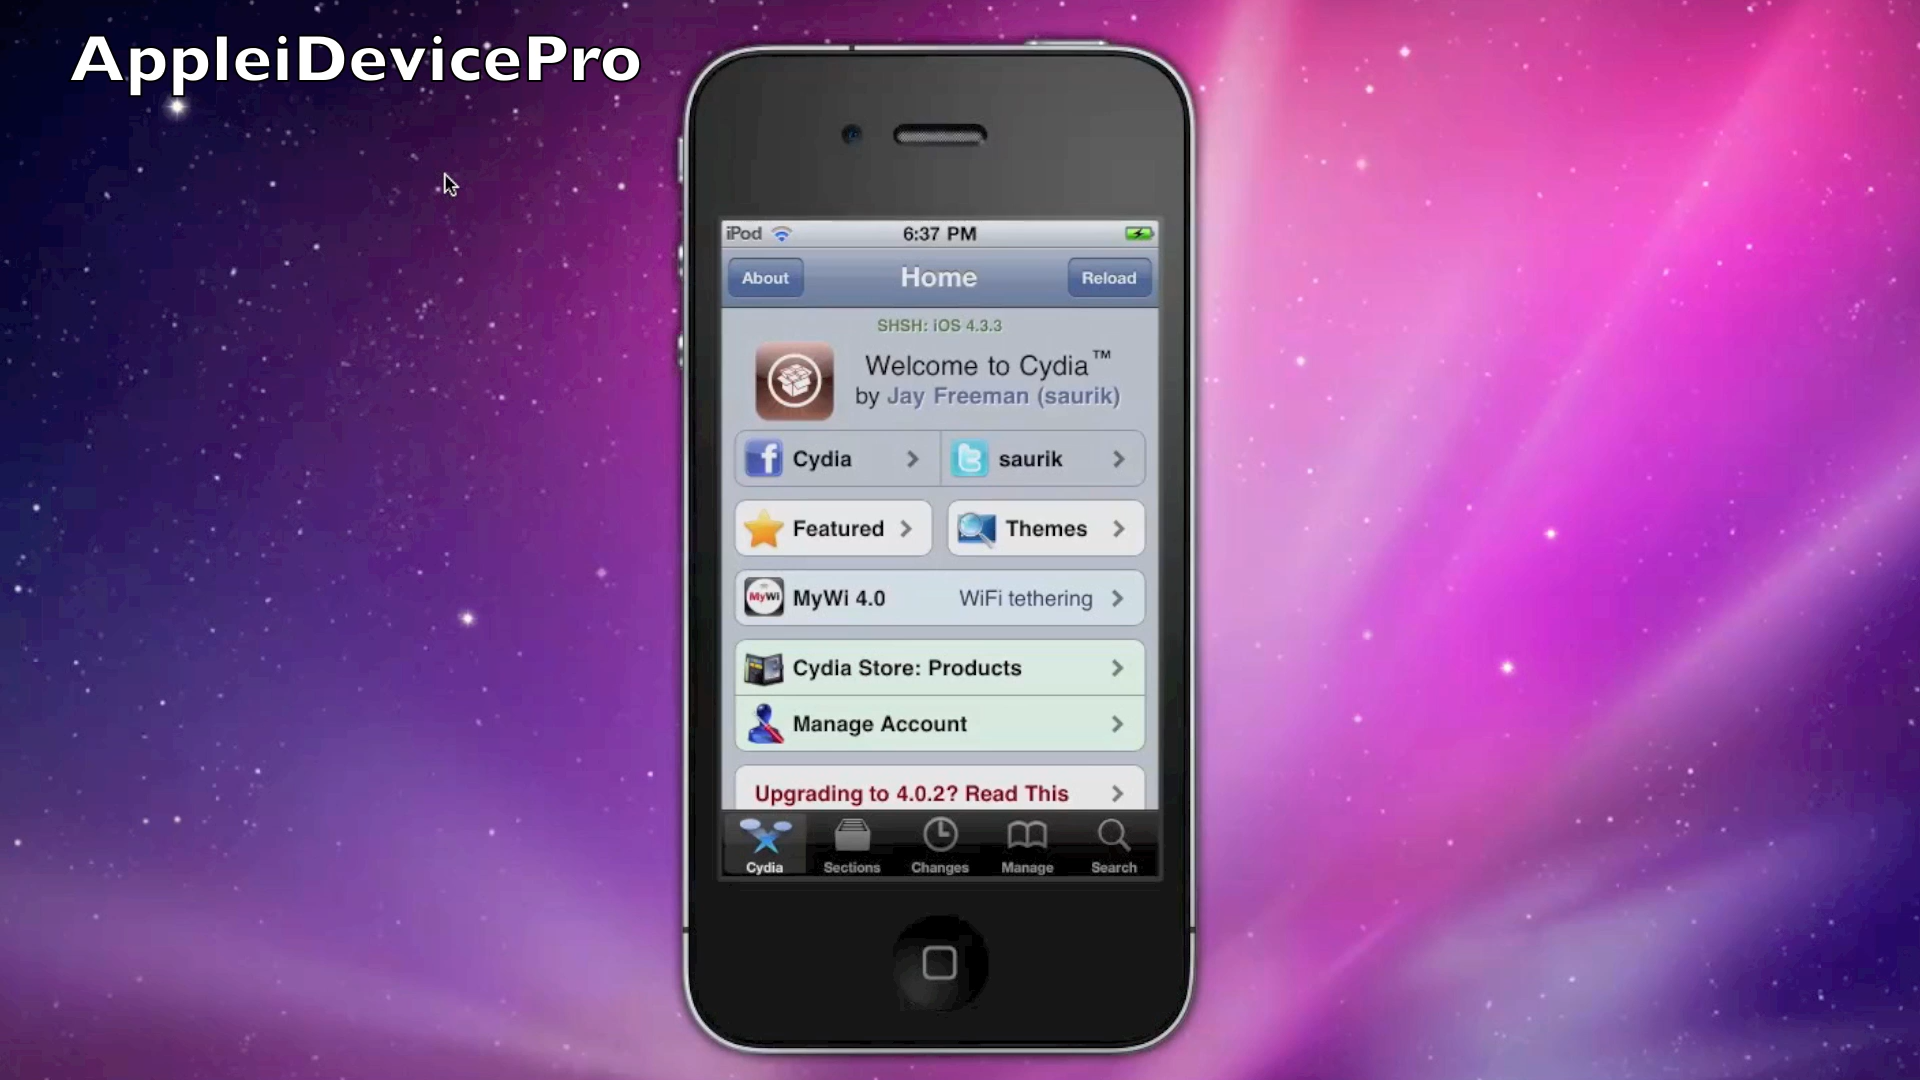 AppleiDevicePro
iPod 6:37 PM
About Home Reload
SHSH: iOS 4.3.3
Welcome to Cydia™
by Jay Freeman (saurik)
Cydia saurik
Featured Themes
MyWi MyWi 4.0 WiFi tethering
Cydia Store: Products
Manage Account
Upgrading to 4.0.2? Read This
Cydia Sections Changes Manage Search